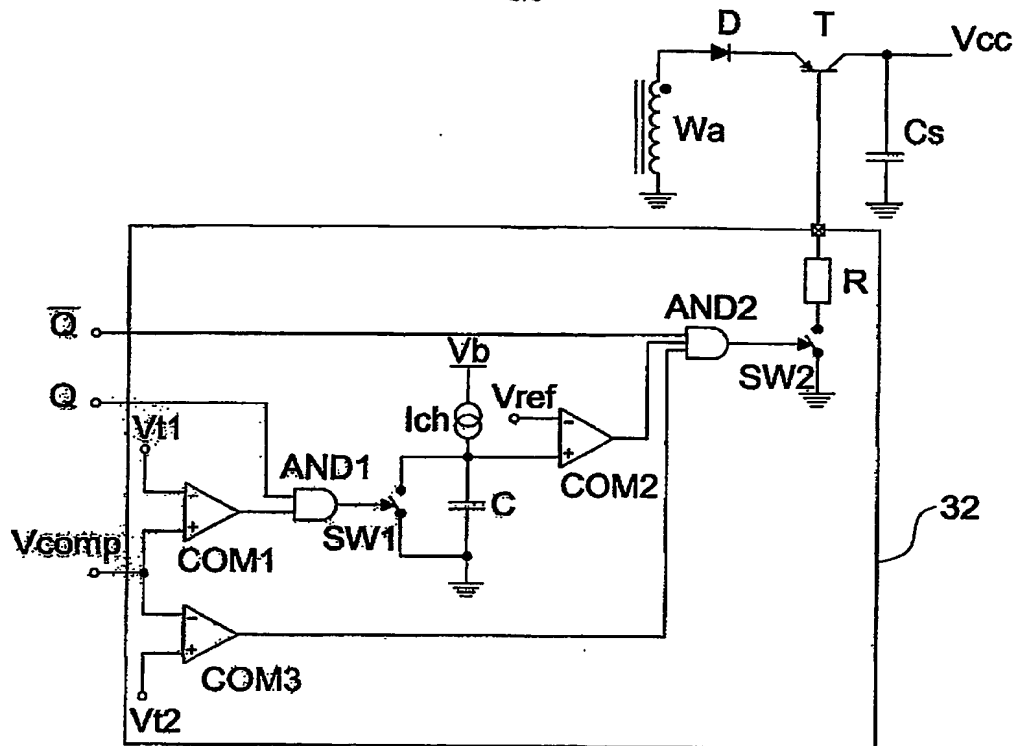 D T Vcc
Wa Cs
R
Q̅ AND2
Vb SW2
Q Ich Vref
Vt1
AND1 COM2
SW1 C
Vcomp COM1 32
COM3
Vt2